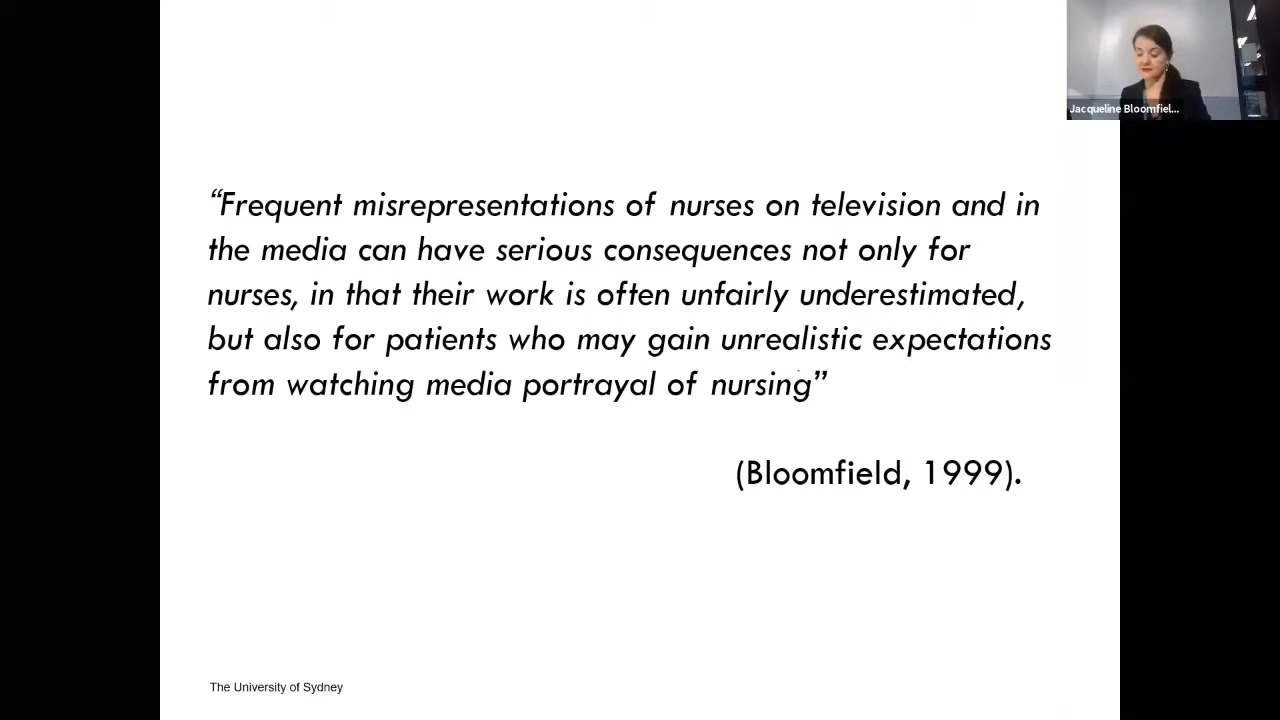 Jacqueline Bloomfiel...
“Frequent misrepresentations of nurses on television and in
the media can have serious consequences not only for
nurses, in that their work is often unfairly underestimated,
but also for patients who may gain unrealistic expectations
from watching media portrayal of nursing”
(Bloomfield, 1999).
The University of Sydney